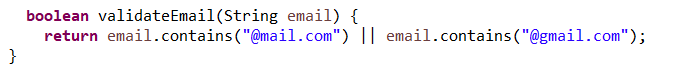 boolean validateEmail(String email) {
return email.contains("@mail.com") || email.contains("@gmail.com");
}